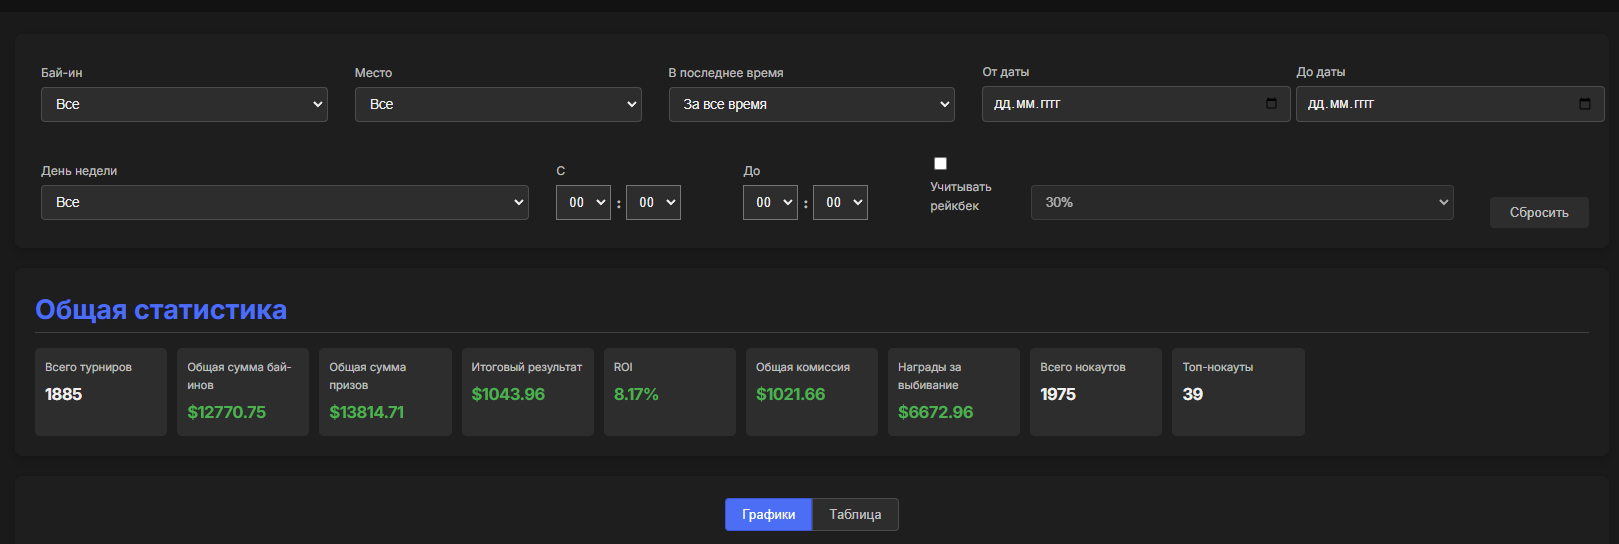 Бай-ин
Место
В последнее время
От даты
До даты
Все
Все
За все время
дд.мм.гггг
дд.мм.гггг
День недели
С
До
Учитывать
рейкбек
Все
00 : 00
00 : 00
30%
Сбросить
Общая статистика
Всего турниров
1885
Общая сумма бай-
инов
$12770.75
Общая сумма
призов
$13814.71
Итоговый результат
$1043.96
ROI
8.17%
Общая комиссия
$1021.66
Награды за
выбивание
$6672.96
Всего нокаутов
1975
Топ-нокауты
39
Графики
Таблица